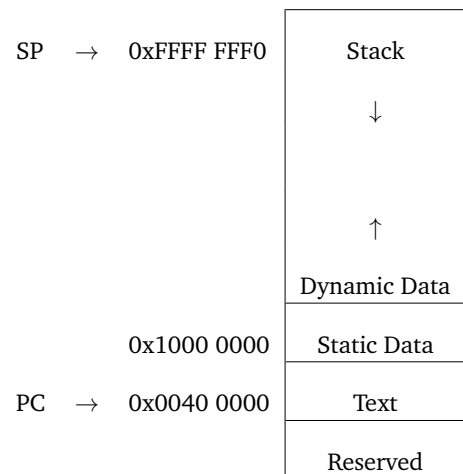 SP → 0xFFFF FFF0 Stack
↓
↑
Dynamic Data
0x1000 0000 Static Data
PC → 0x0040 0000 Text
Reserved